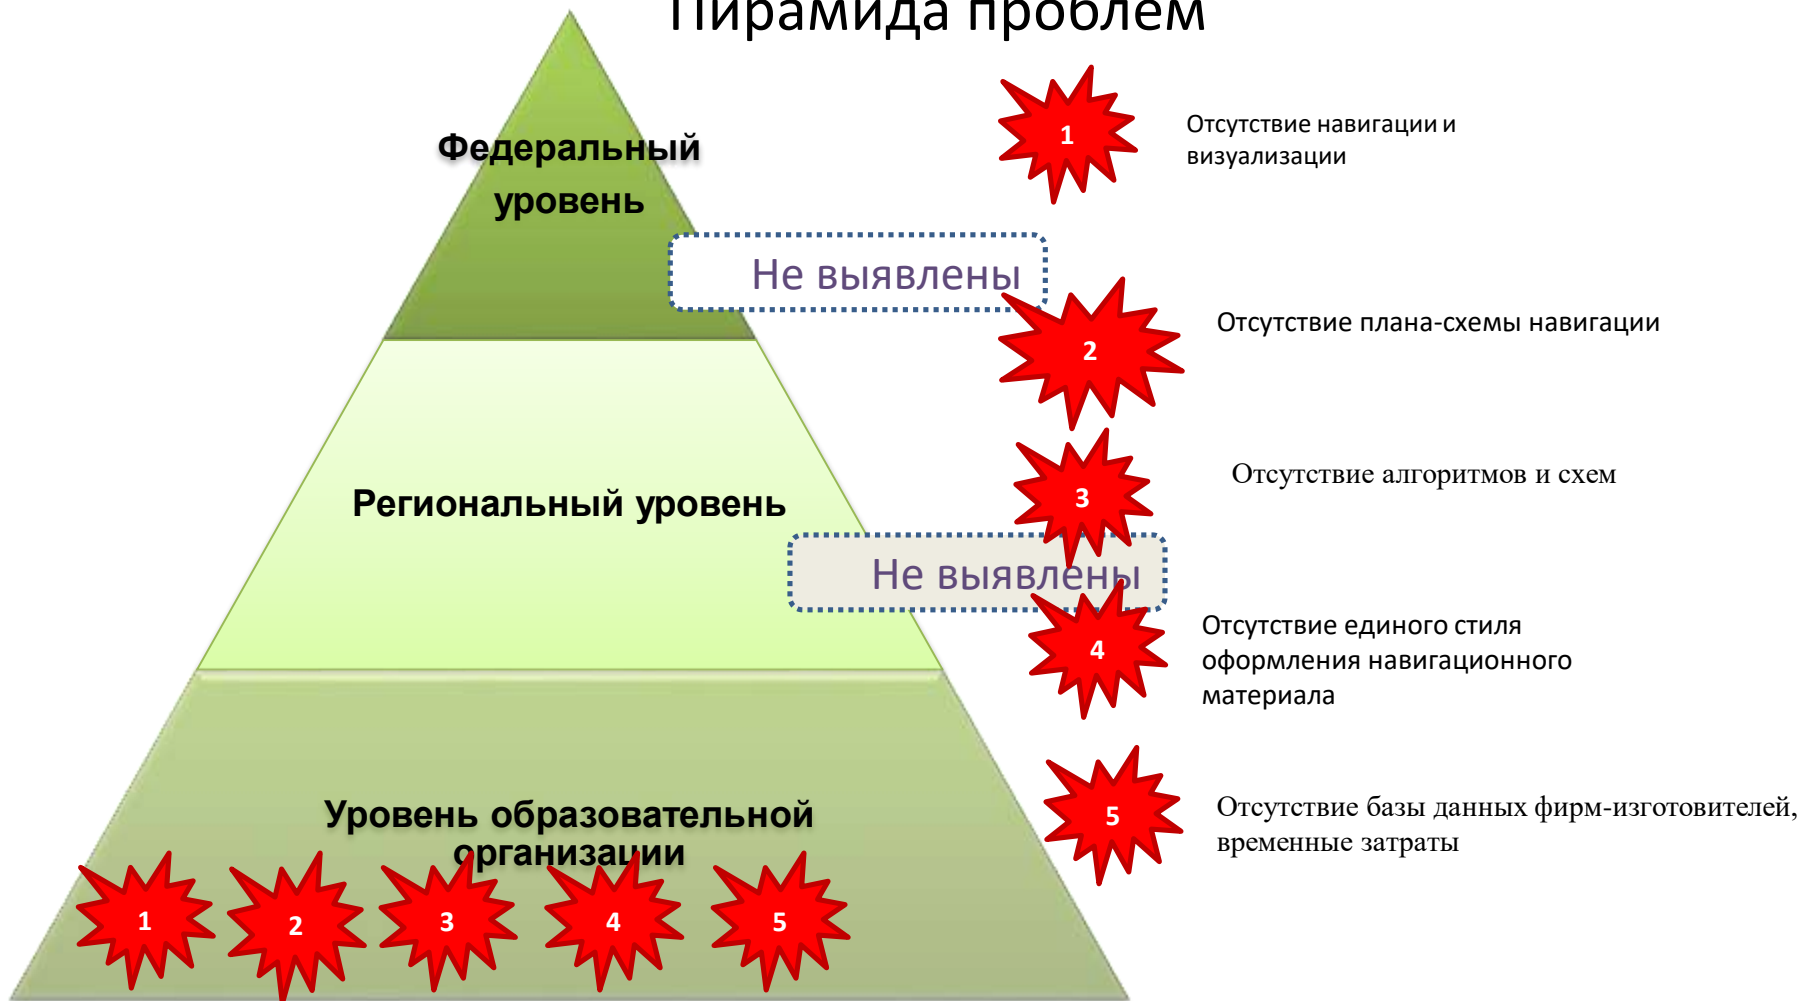 Пирамида проблем
Федеральный
уровень
Не выявлены
Региональный уровень
Не выявлены
Уровень образовательной
организации
1
2
3
4
5
1
Отсутствие навигации и
визуализации
2
Отсутствие плана-схемы навигации
3
Отсутствие алгоритмов и схем
4
Отсутствие единого стиля
оформления навигационного
материала
5
Отсутствие базы данных фирм-изготовителей,
временные затраты